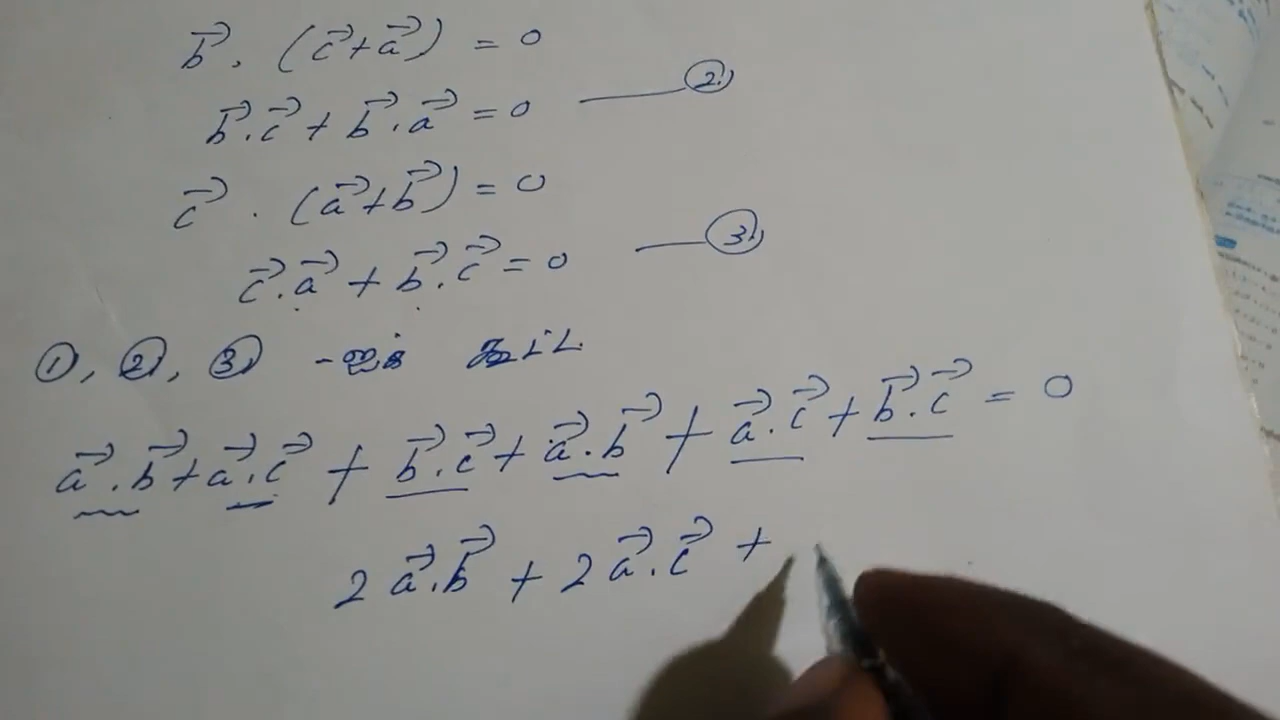 b⃗ . (c⃗ + a⃗) = 0
b⃗ . c⃗ + b⃗ . a⃗ = 0 —— ②
c⃗ . (a⃗ + b⃗) = 0
c⃗ . a⃗ + b⃗ . c⃗ = 0 —— ③
①, ②, ③ -ஐக் கூட்ட
a⃗ . b⃗ + a⃗ . c⃗ + b⃗ . c⃗ + a⃗ . b⃗ + a⃗ . c⃗ + b⃗ . c⃗ = 0
2 a⃗ . b⃗ + 2 a⃗ . c⃗ +